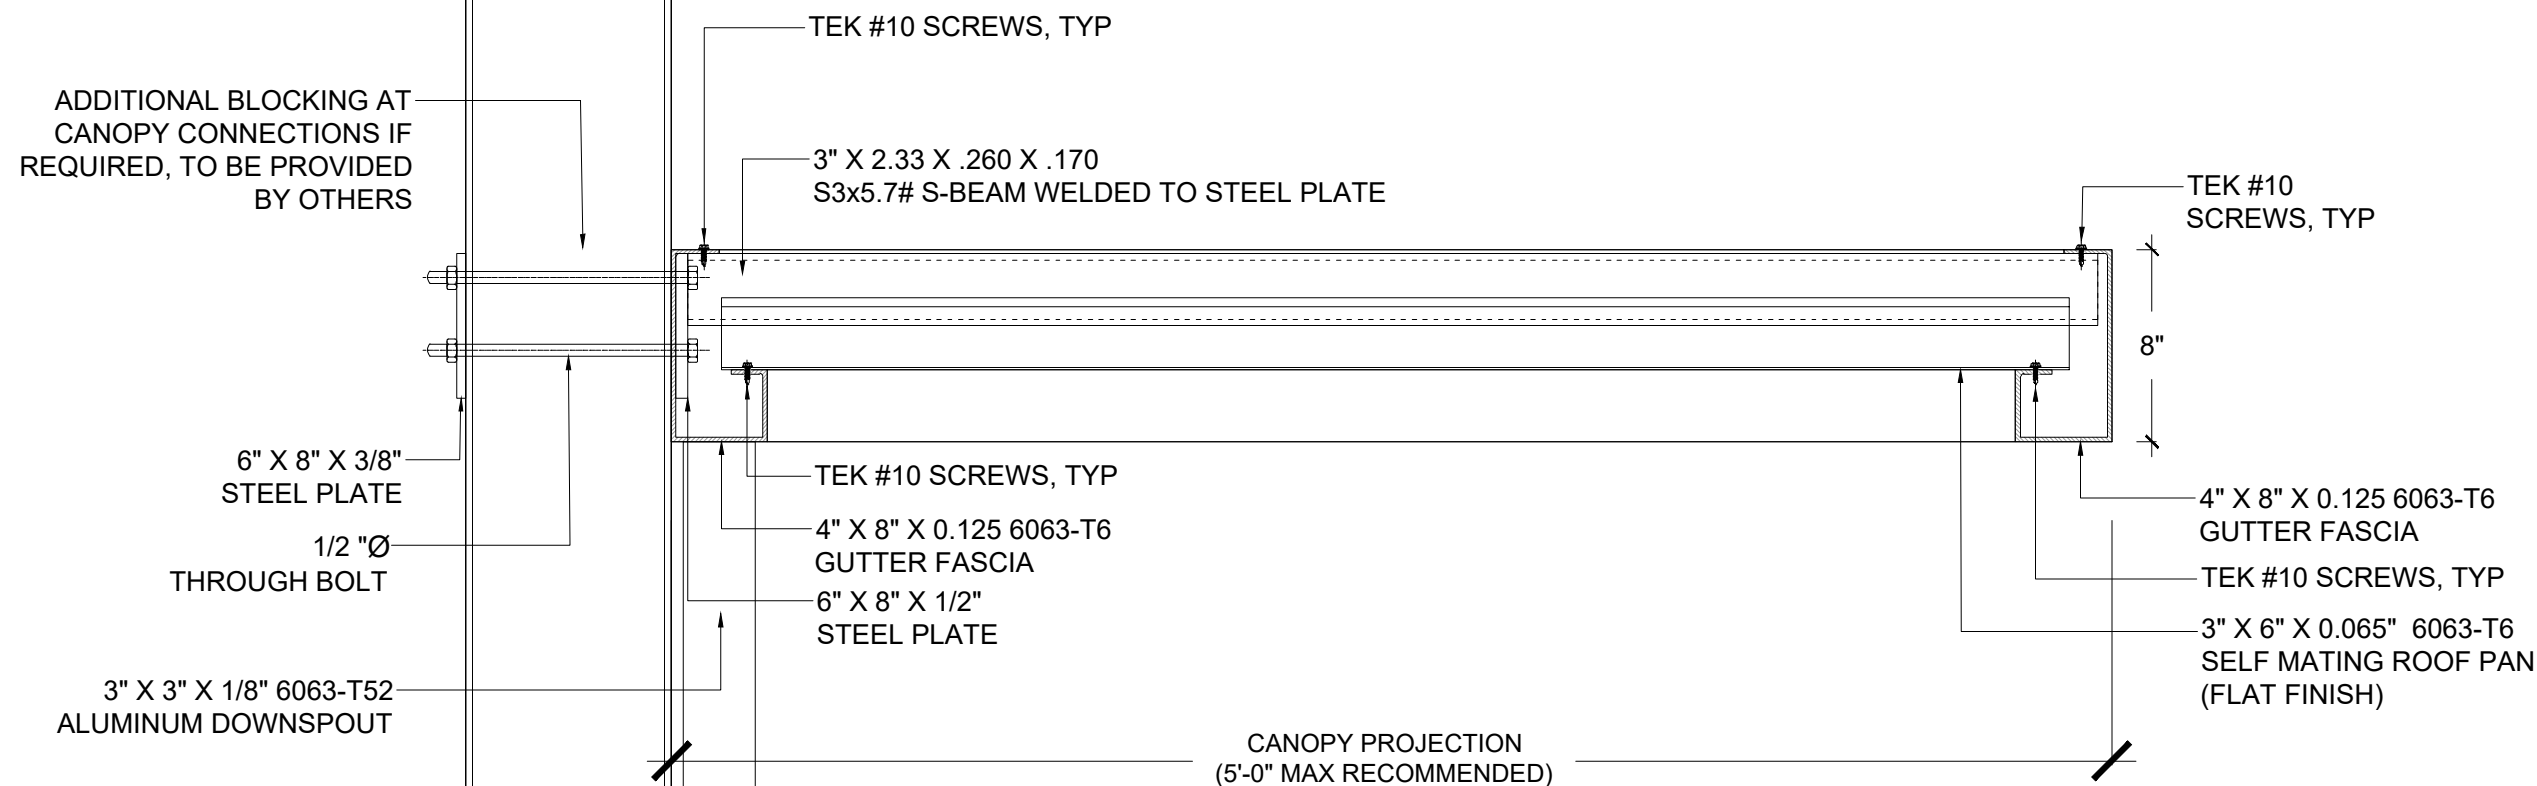 TEK #10 SCREWS, TYP
ADDITIONAL BLOCKING AT
CANOPY CONNECTIONS IF
REQUIRED, TO BE PROVIDED
BY OTHERS
3" X 2.33 X .260 X .170
S3x5.7# S-BEAM WELDED TO STEEL PLATE
TEK #10
SCREWS, TYP
8"
6" X 8" X 3/8"
STEEL PLATE
1/2 "Ø
THROUGH BOLT
3" X 3" X 1/8" 6063-T52
ALUMINUM DOWNSPOUT
TEK #10 SCREWS, TYP
4" X 8" X 0.125 6063-T6
GUTTER FASCIA
6" X 8" X 1/2"
STEEL PLATE
4" X 8" X 0.125 6063-T6
GUTTER FASCIA
TEK #10 SCREWS, TYP
3" X 6" X 0.065" 6063-T6
SELF MATING ROOF PAN
(FLAT FINISH)
CANOPY PROJECTION
(5'-0" MAX RECOMMENDED)